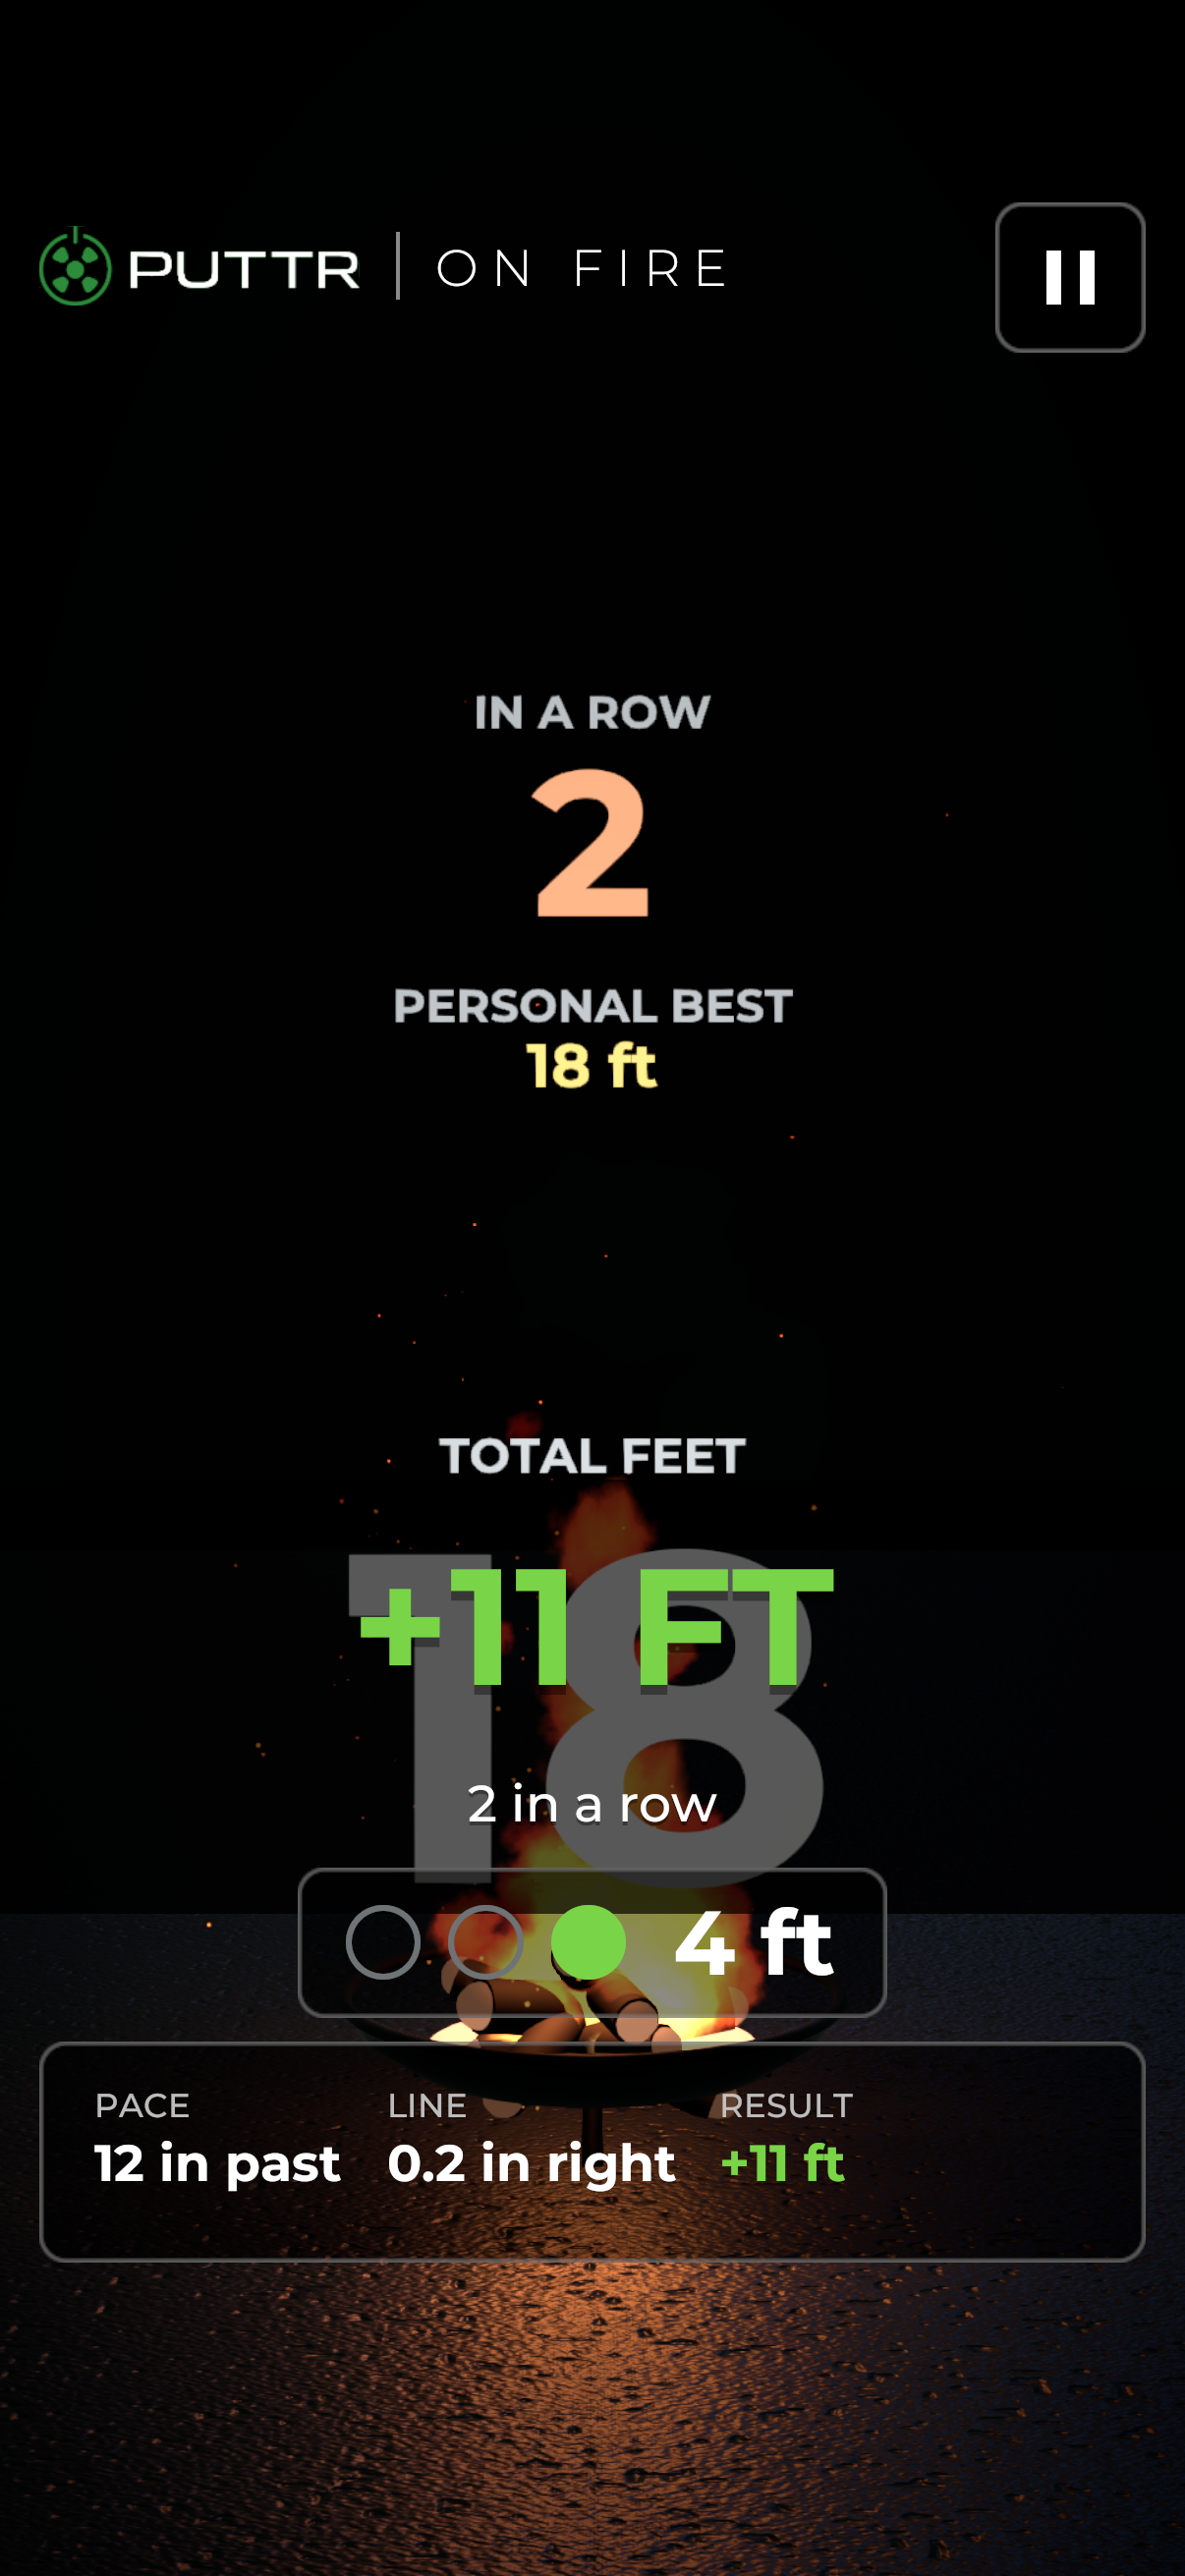 PUTTR | ON FIRE
IN A ROW
2
PERSONAL BEST
18 ft
TOTAL FEET
18
+11 FT
2 in a row
4 ft
PACE LINE RESULT
12 in past 0.2 in right +11 ft